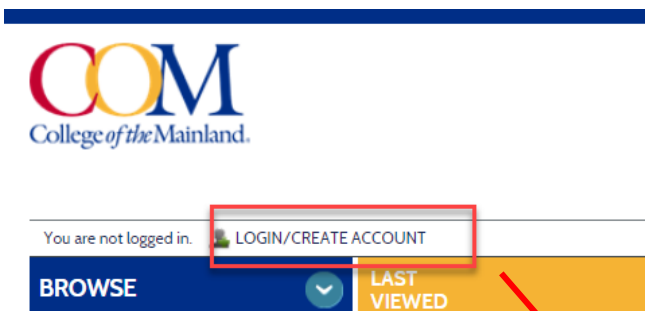 COM
College of the Mainland.
You are not logged in. LOGIN/CREATE ACCOUNT
BROWSE
LAST
VIEWED